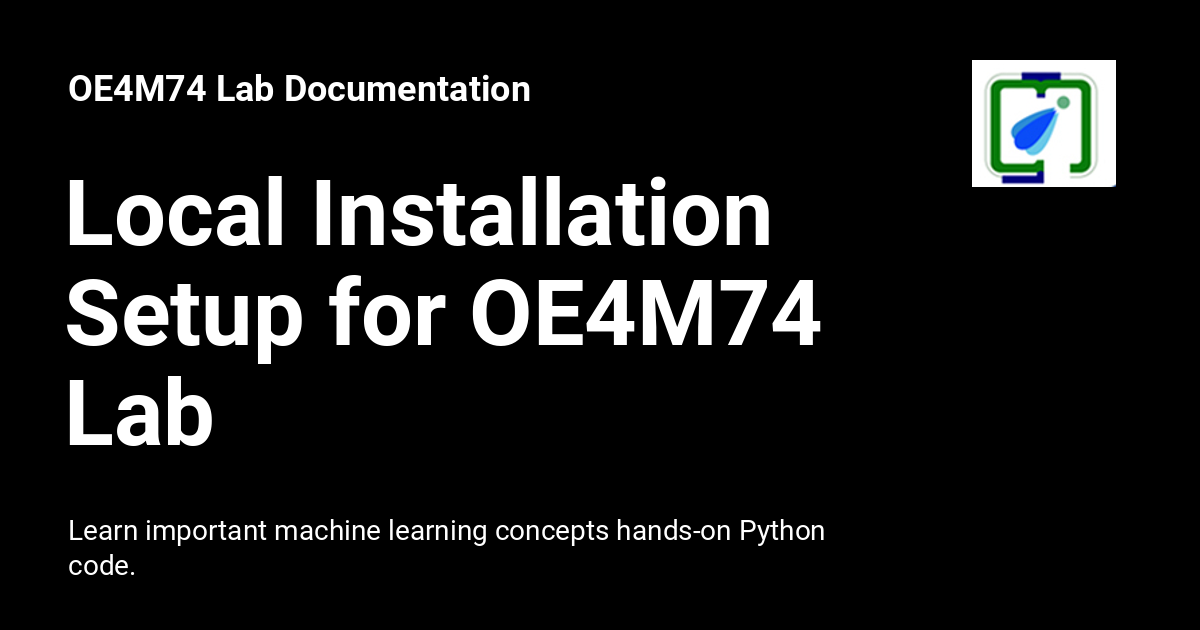 OE4M74 Lab Documentation
Local Installation
Setup for OE4M74
Lab
Learn important machine learning concepts hands-on Python
code.